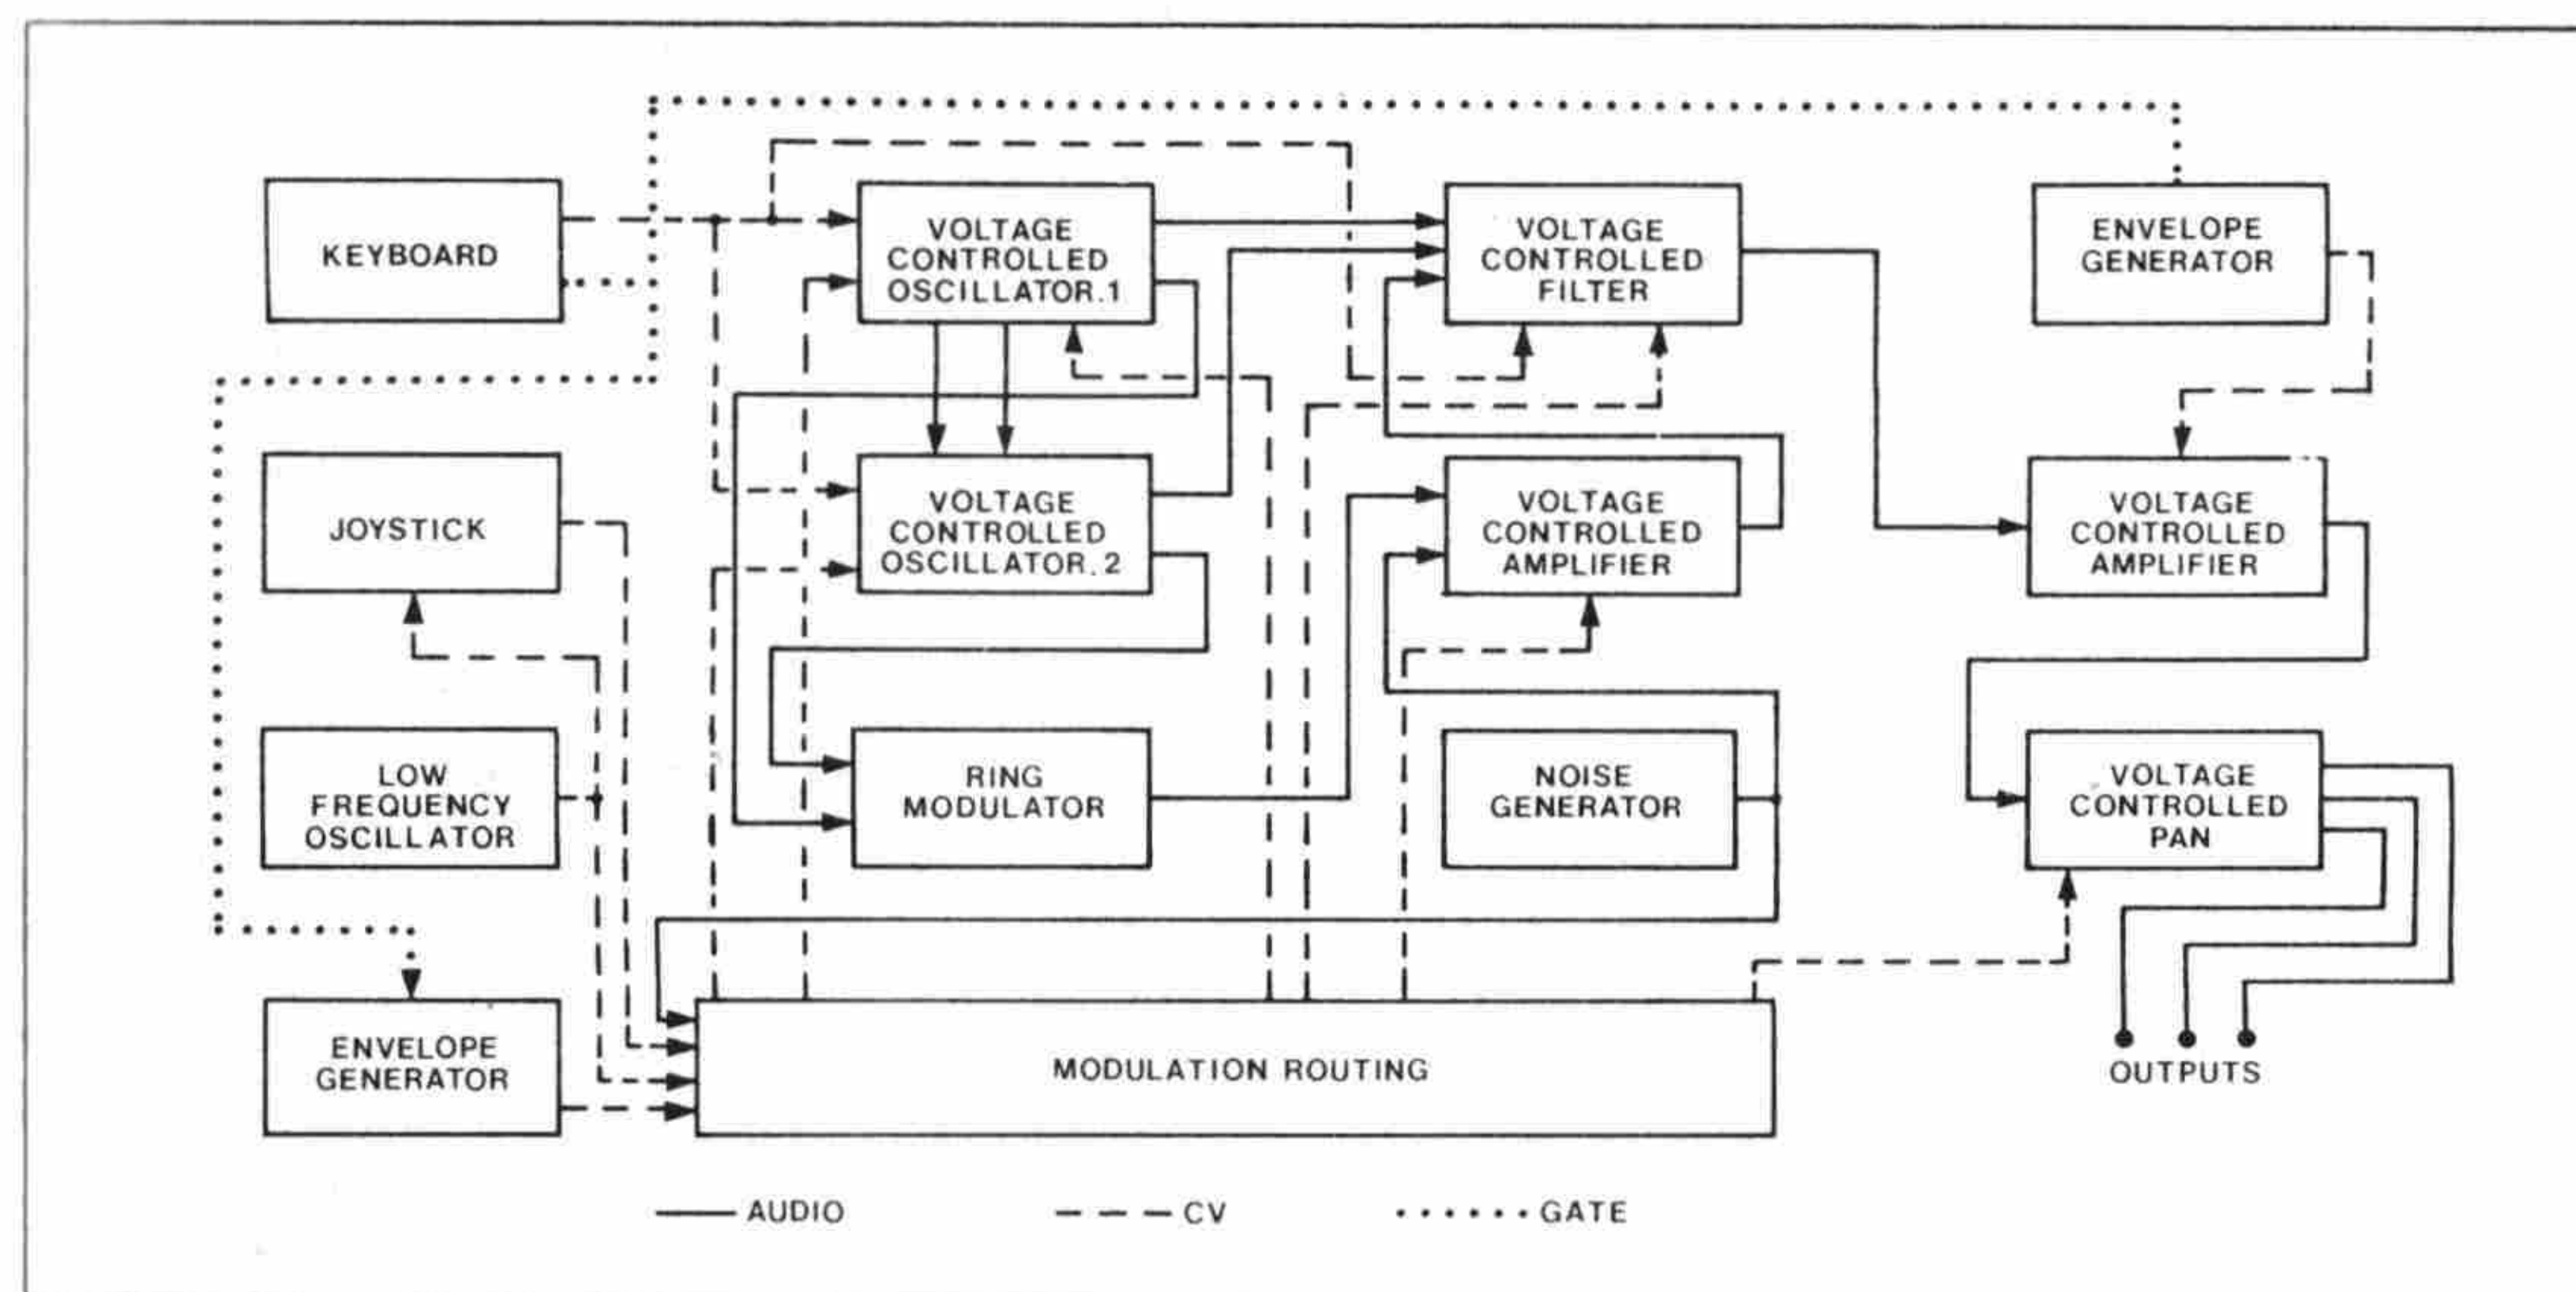 KEYBOARD
VOLTAGE
CONTROLLED
OSCILLATOR.1
VOLTAGE
CONTROLLED
FILTER
ENVELOPE
GENERATOR
JOYSTICK
VOLTAGE
CONTROLLED
OSCILLATOR.2
VOLTAGE
CONTROLLED
AMPLIFIER
VOLTAGE
CONTROLLED
AMPLIFIER
LOW
FREQUENCY
OSCILLATOR
RING
MODULATOR
NOISE
GENERATOR
VOLTAGE
CONTROLLED
PAN
ENVELOPE
GENERATOR
MODULATION ROUTING
OUTPUTS
AUDIO
CV
GATE